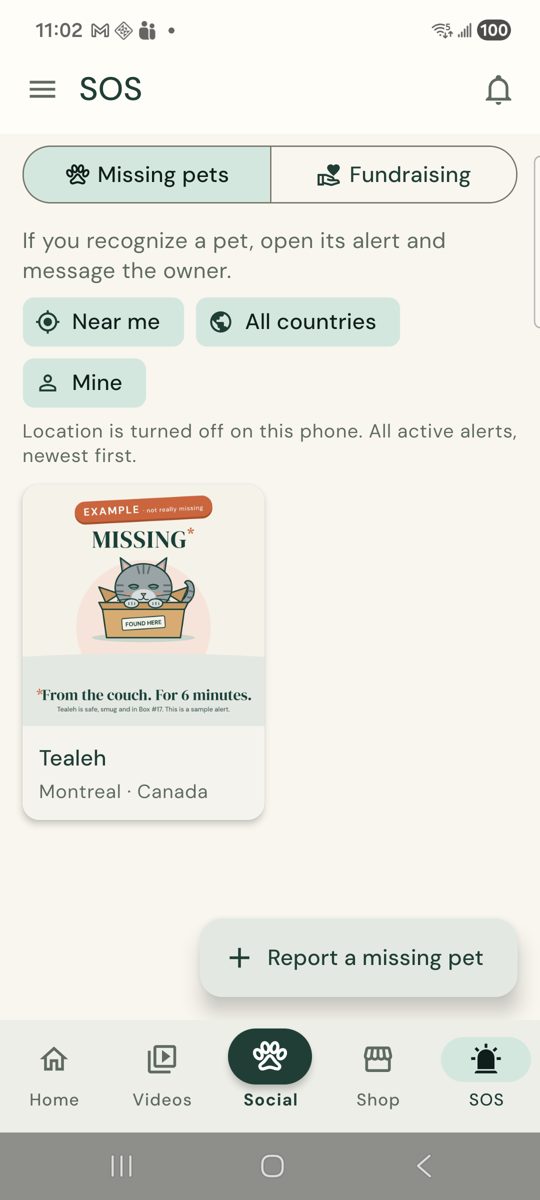 11:02
100
SOS
Missing pets
Fundraising
If you recognize a pet, open its alert and
message the owner.
Near me
All countries
Mine
Location is turned off on this phone. All active alerts,
newest first.
EXAMPLE · not really missing
MISSING*
FOUND HERE
*From the couch. For 6 minutes.
Tealeh is safe, smug and in Box #17. This is a sample alert.
Tealeh
Montreal · Canada
+ Report a missing pet
Home
Videos
Social
Shop
SOS